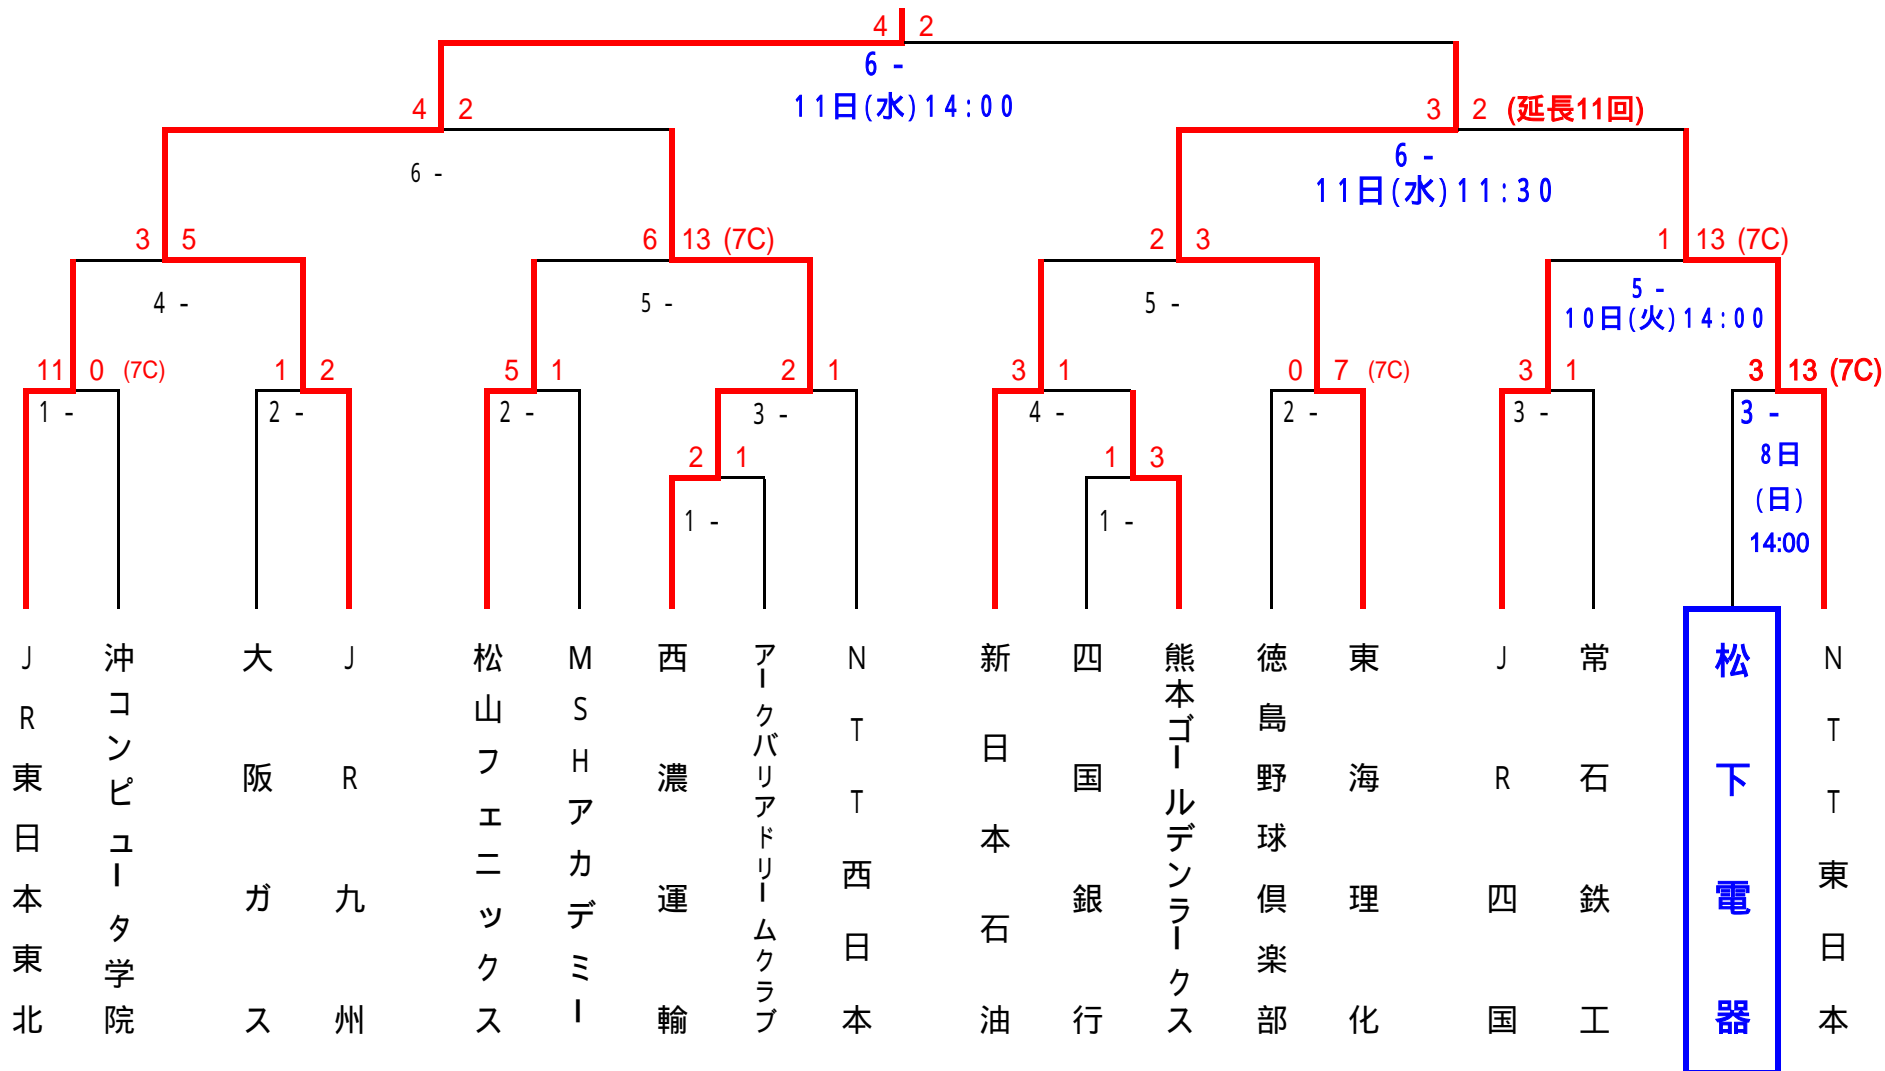 4 2
6 -
11日(水)14:00
4 2
3 2 (延長11回)
6 -
6 -
11日(水)11:30
3 5
6 13 (7C)
2 3
1 13 (7C)
4 -
5 -
5 -
5 -
10日(火)14:00
11 0 (7C)
1 2
5 1
2 1
3 1
0 7 (7C)
3 1
3 13 (7C)
1 -
2 -
2 -
3 -
4 -
2 -
3 -
3 -
8日
(日)
14:00
2 1
1 3
1 -
1 -
JR東日本東北
沖コンピュータ学院
大阪ガス
JR九州
松山フェニックス
MSHアカデミー
西濃運輸
アークバリアドリームクラブ
NTT西日本
新日本石油
四国銀行
熊本ゴールデンラークス
徳島野球倶楽部
東海理化
JR四国
常石鉄工
松下電器
NTT東日本